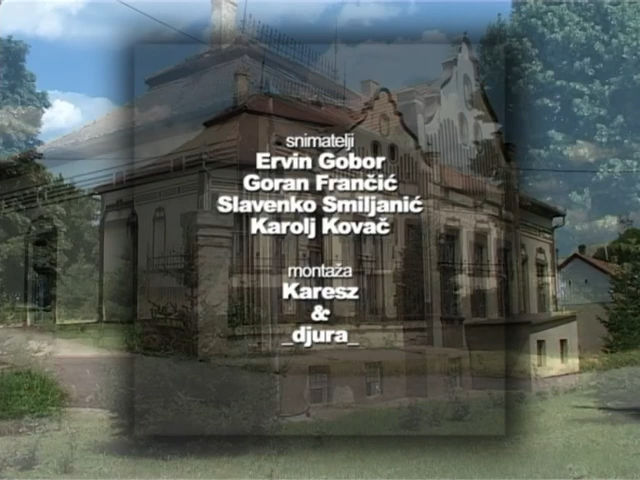 snimatelji
Ervin Gobor
Goran Frančić
Slavenko Smiljanić
Karolj Kovač
montaža
Karesz
&
_djura_